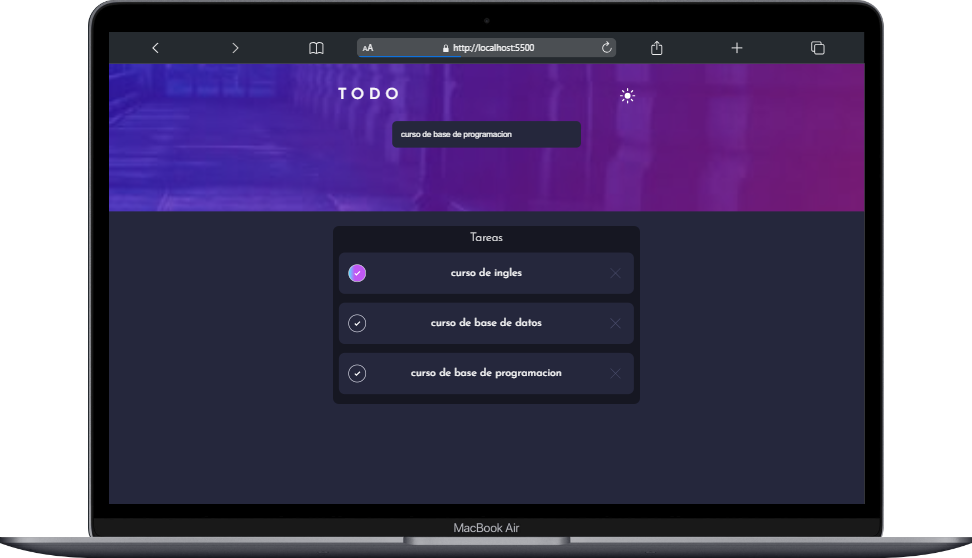 AA http://localhost:5500
TODO
curso de base de programacion
Tareas
curso de ingles
curso de base de datos
curso de base de programacion
MacBook Air